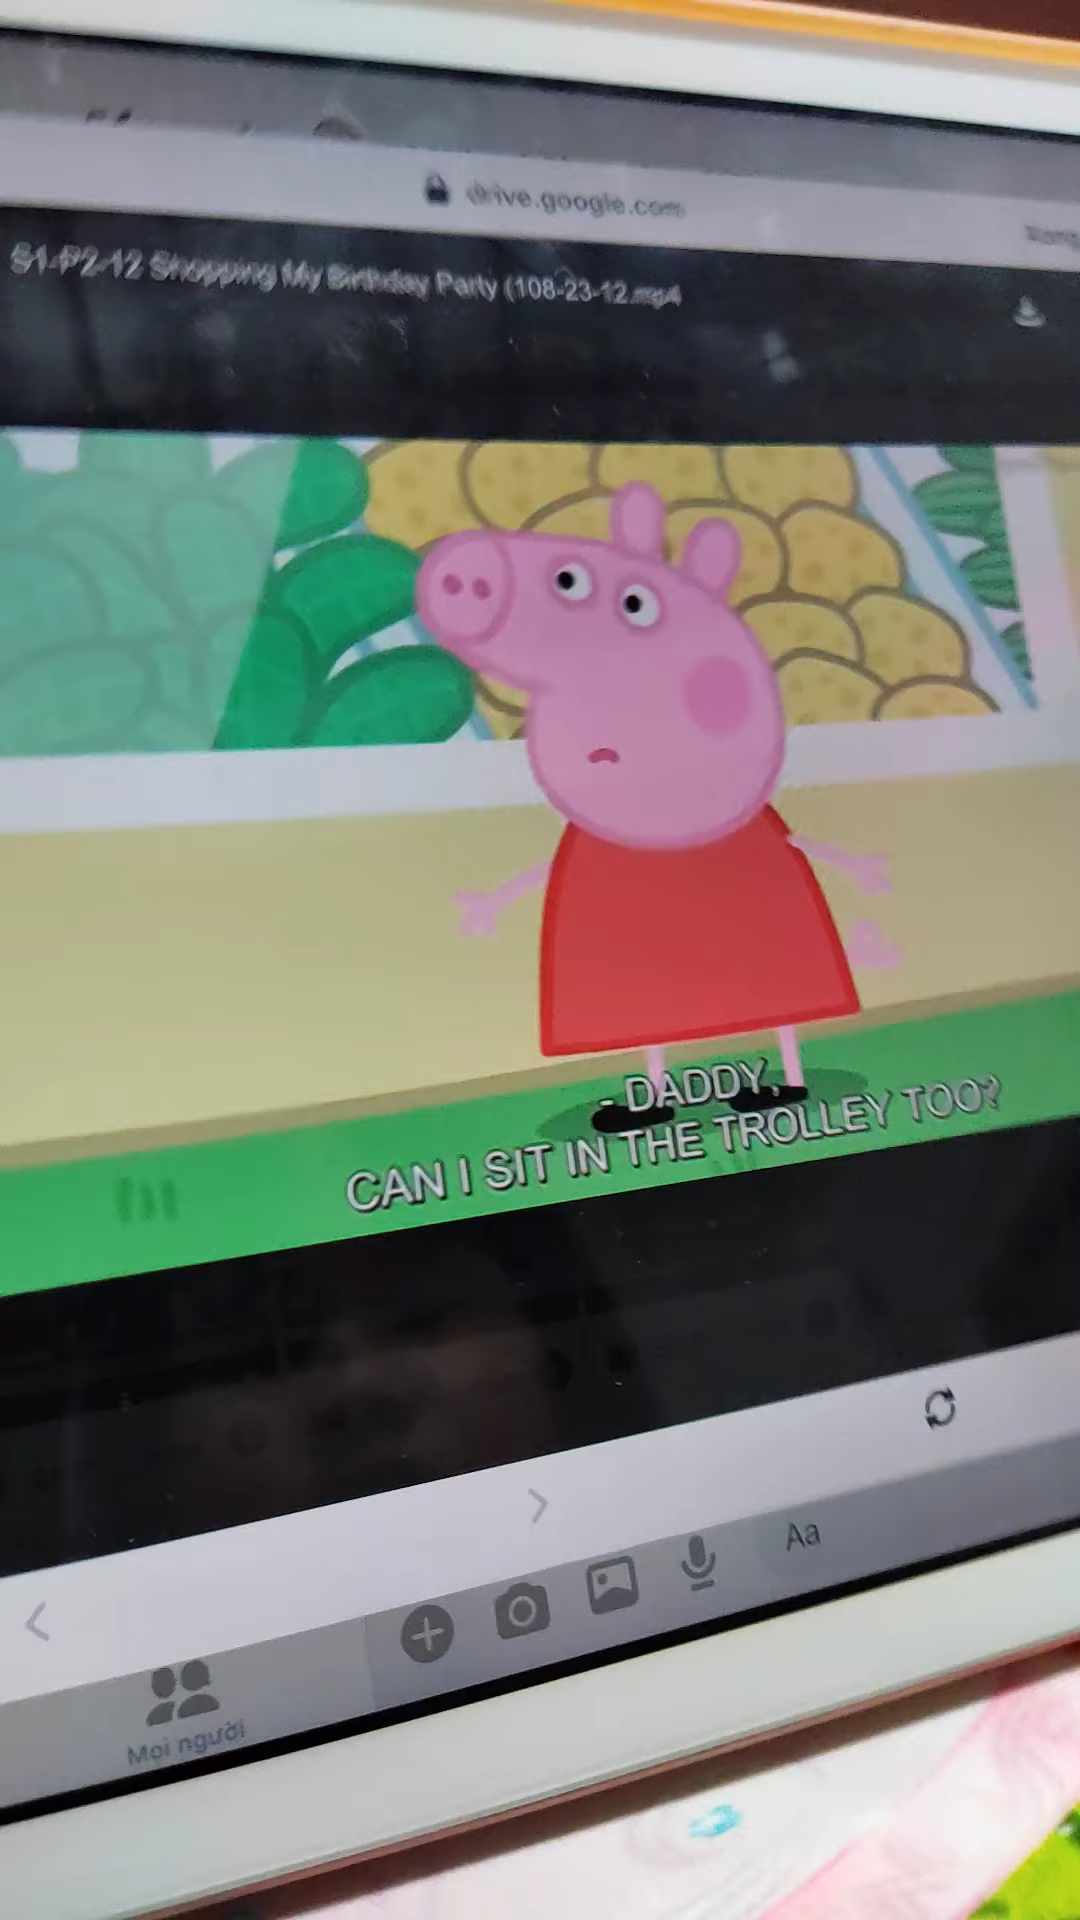 drive.google.com
S1-P2-12 Shopping My Birthday Party (108-23-12.mp4
- DADDY,
CAN I SIT IN THE TROLLEY TOO?
Aa
Mọi người